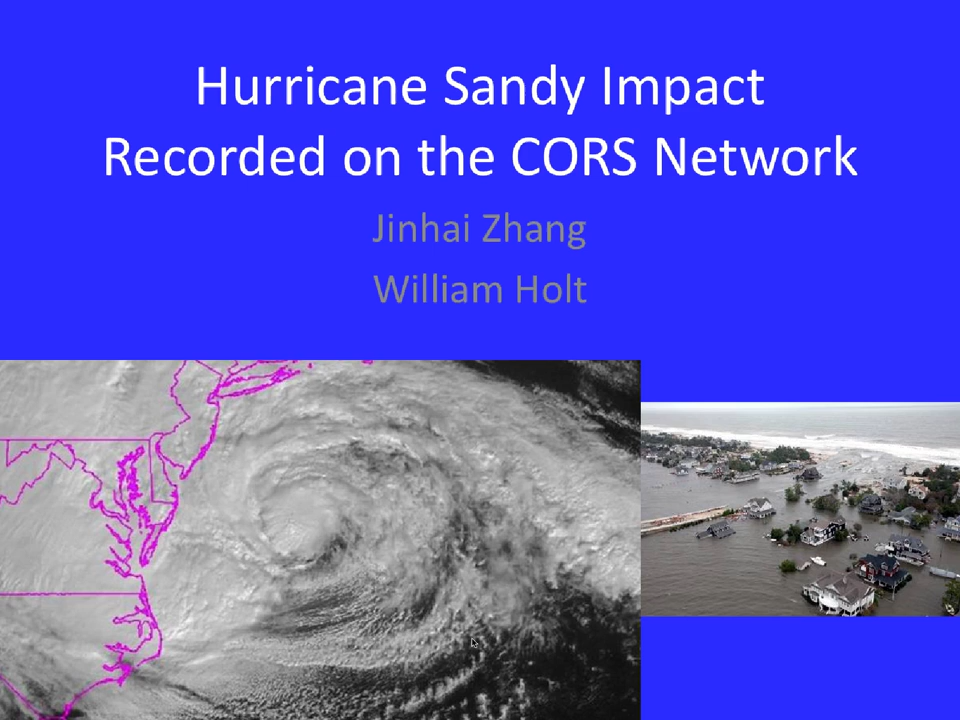 Hurricane Sandy Impact
Recorded on the CORS Network
Jinhai Zhang
William Holt